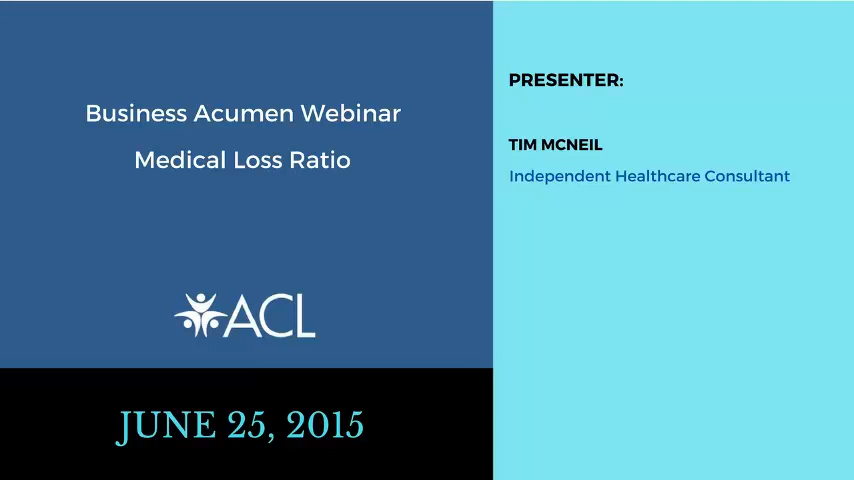 Business Acumen Webinar
Medical Loss Ratio
ACL
JUNE 25, 2015
PRESENTER:
TIM MCNEIL
Independent Healthcare Consultant